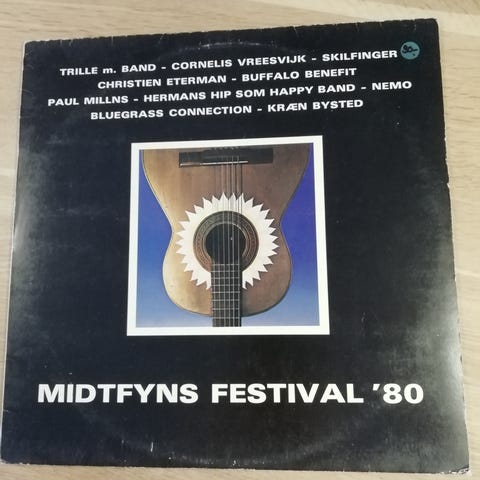 TRILLE m. BAND - CORNELIS VREESVIJK - SKILFINGER
CHRISTIEN ETERMAN - BUFFALO BENEFIT
PAUL MILLNS - HERMANS HIP SOM HAPPY BAND - NEMO
BLUEGRASS CONNECTION - KRÆN BYSTED
MIDTFYNS FESTIVAL '80